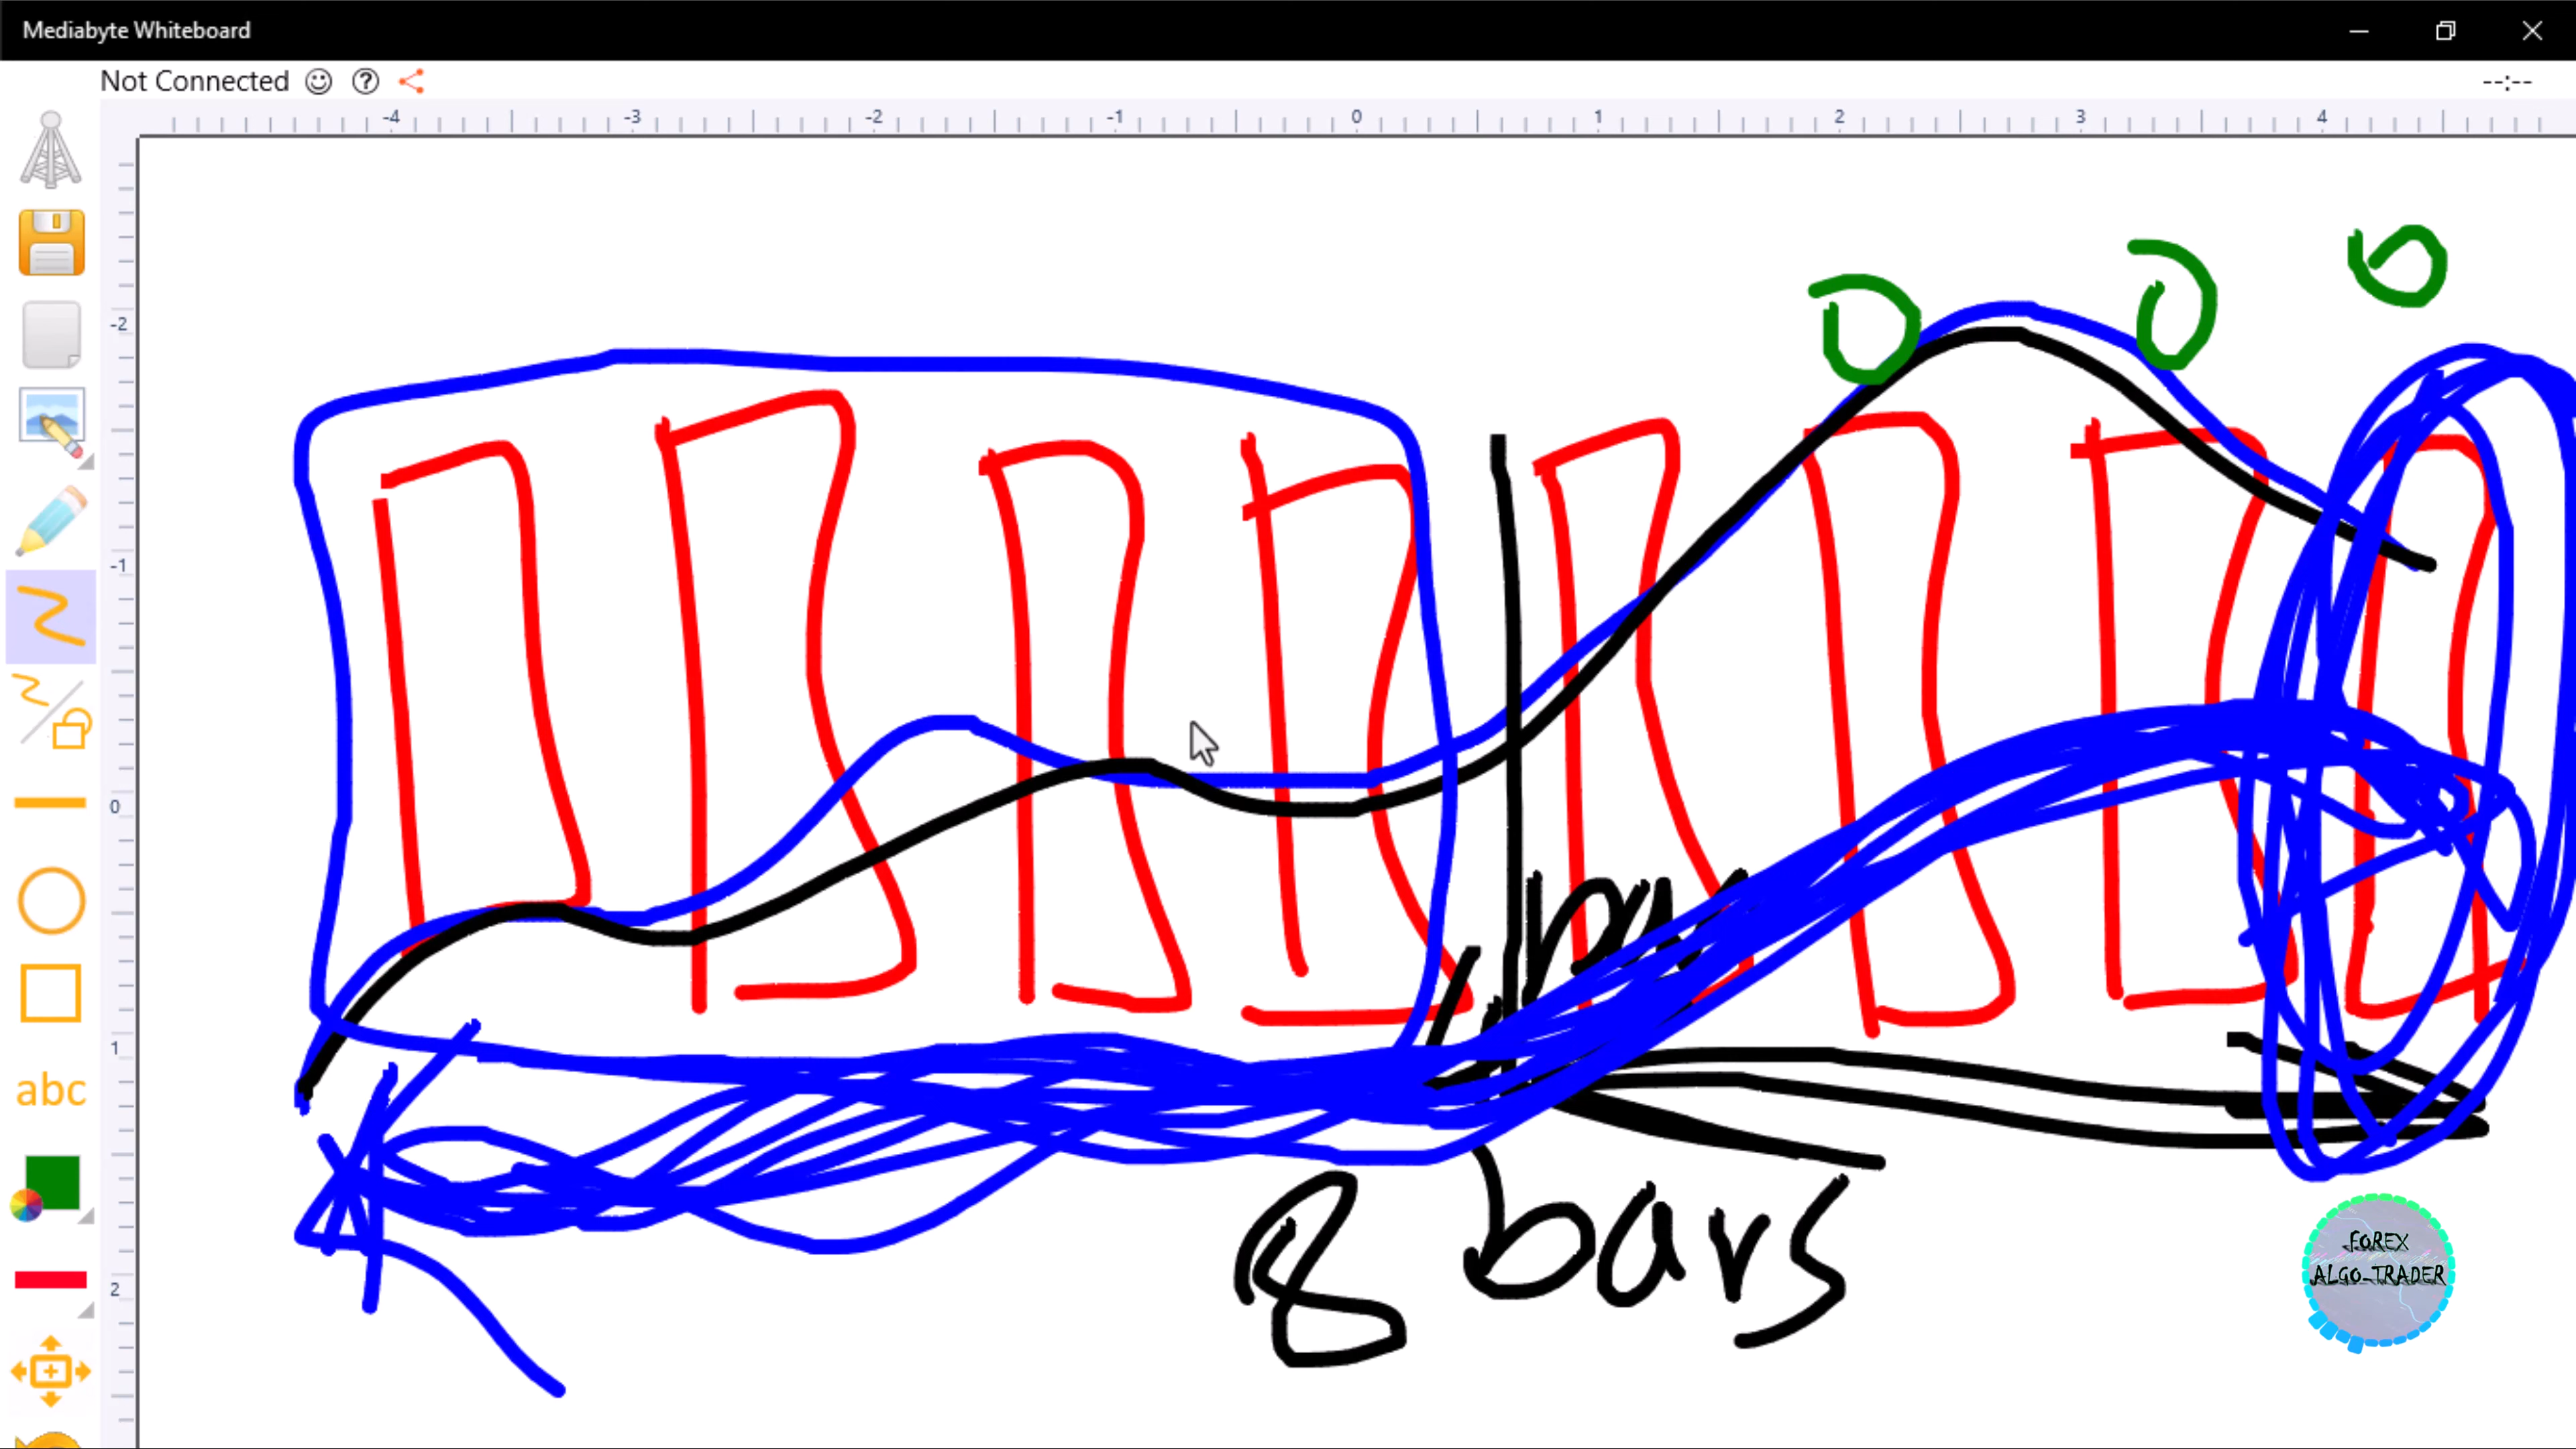 Mediabyte Whiteboard
Not Connected
--:--
-4 -3 -2 -1 0 1 2 3 4
-2
-1
0
1
2
abc
8 bars
FOREX
ALGO-TRADER